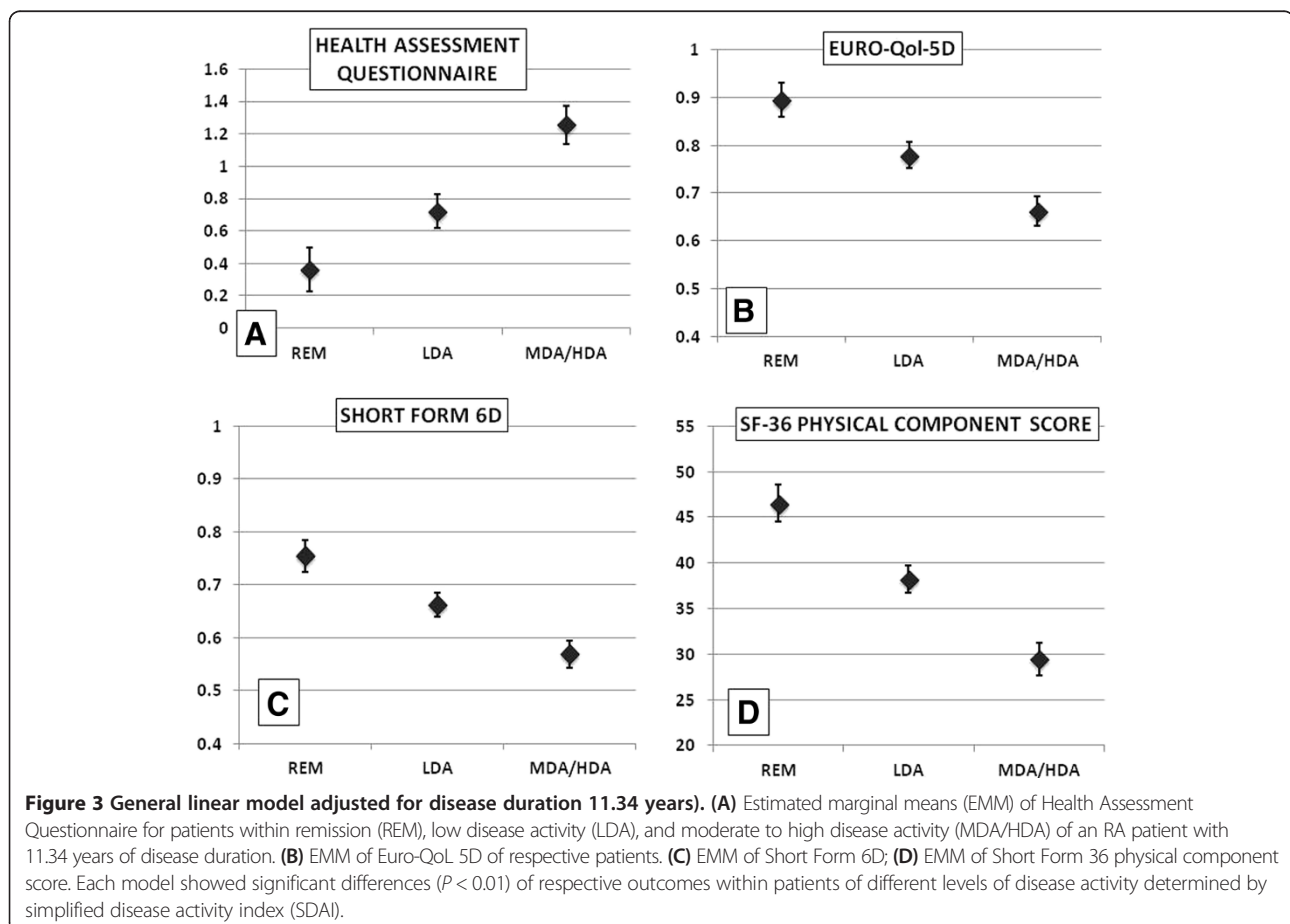 HEALTH ASSESSMENT
QUESTIONNAIRE
1.6
1.4
1.2
1
0.8
0.6
0.4
0.2
0
A
REM LDA MDA/HDA
EURO-Qol-5D
1
0.9
0.8
0.7
0.6
0.5
0.4
B
REM LDA MDA/HDA
SHORT FORM 6D
1
0.9
0.8
0.7
0.6
0.5
0.4
C
REM LDA MDA/HDA
SF-36 PHYSICAL COMPONENT SCORE
55
50
45
40
35
30
25
20
D
REM LDA MDA/HDA
Figure 3 General linear model adjusted for disease duration 11.34 years). (A) Estimated marginal means (EMM) of Health Assessment
Questionnaire for patients within remission (REM), low disease activity (LDA), and moderate to high disease activity (MDA/HDA) of an RA patient with
11.34 years of disease duration. (B) EMM of Euro-QoL 5D of respective patients. (C) EMM of Short Form 6D; (D) EMM of Short Form 36 physical component
score. Each model showed significant differences (P < 0.01) of respective outcomes within patients of different levels of disease activity determined by
simplified disease activity index (SDAI).